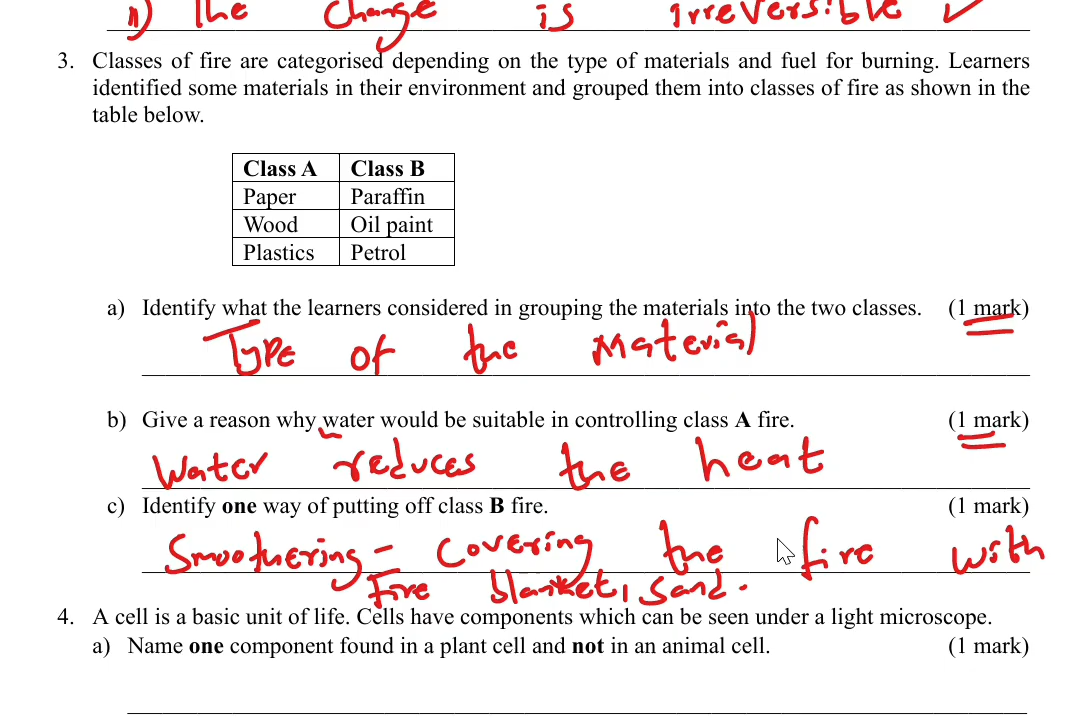 ii) The change is irreversible ✓
3. Classes of fire are categorised depending on the type of materials and fuel for burning. Learners
identified some materials in their environment and grouped them into classes of fire as shown in the
table below.
Class A Class B
Paper Paraffin
Wood Oil paint
Plastics Petrol
a) Identify what the learners considered in grouping the materials into the two classes. (1 mark)
Type of the material
b) Give a reason why water would be suitable in controlling class A fire. (1 mark)
Water reduces the heat
c) Identify one way of putting off class B fire. (1 mark)
Smoothering - covering the fire with
Fire blanket, sand.
4. A cell is a basic unit of life. Cells have components which can be seen under a light microscope.
a) Name one component found in a plant cell and not in an animal cell. (1 mark)